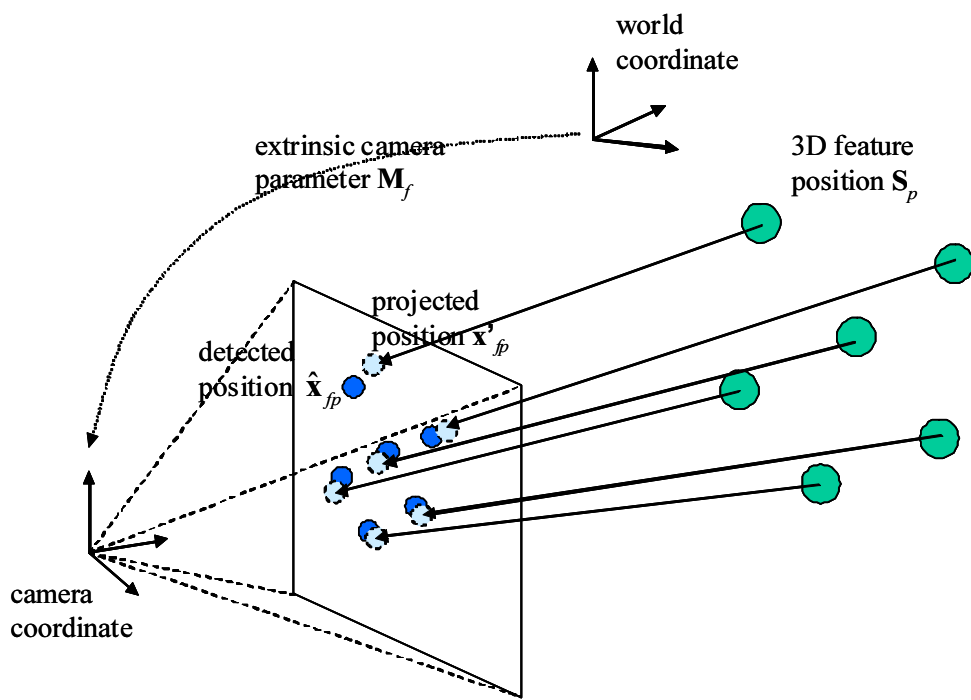 world
coordinate
extrinsic camera
parameter M_f
3D feature
position S_p
projected
position x'_fp
detected
position x̂_fp
camera
coordinate